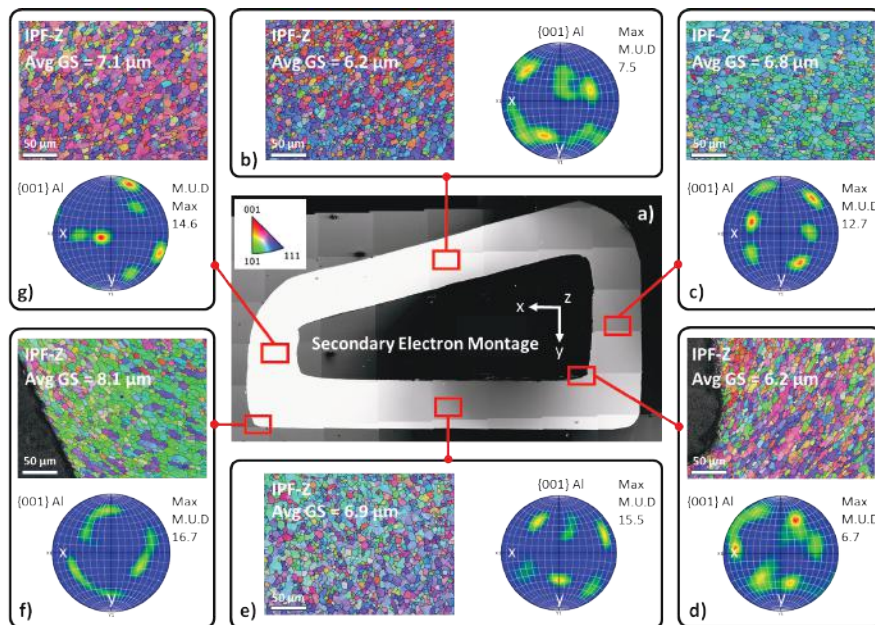 IPF-Z
Avg GS = 7.1 µm
50 µm
{001} Al
M.U.D
Max
14.6
x
y
g)
b)
IPF-Z
Avg GS = 6.2 µm
50 µm
{001} Al
Max
M.U.D
7.5
x
y
IPF-Z
Avg GS = 6.8 µm
50 µm
{001} Al
Max
M.U.D
12.7
x
y
c)
a)
001
101
111
x
z
y
Secondary Electron Montage
IPF-Z
Avg GS = 8.1 µm
50 µm
{001} Al
Max
M.U.D
16.7
x
y
f)
e)
IPF-Z
Avg GS = 6.9 µm
50 µm
{001} Al
Max
M.U.D
15.5
x
y
IPF-Z
Avg GS = 6.2 µm
50 µm
{001} Al
Max
M.U.D
6.7
x
y
d)